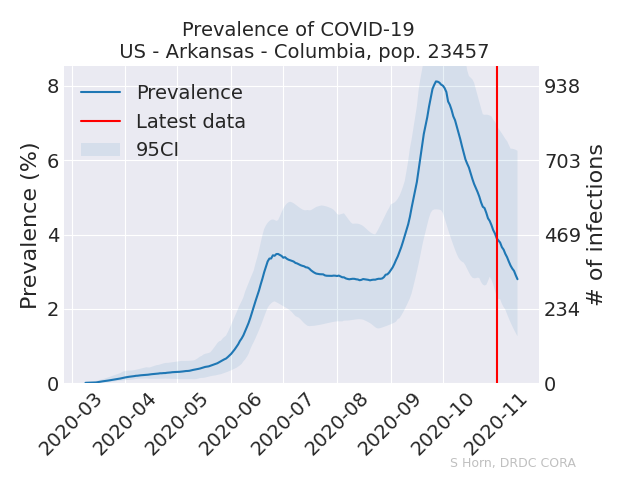 Prevalence of COVID-19
US - Arkansas - Columbia, pop. 23457
Prevalence
Latest data
95CI
Prevalence (%)
8
6
4
2
0
938
703
469
234
0
# of infections
2020-03
2020-04
2020-05
2020-06
2020-07
2020-08
2020-09
2020-10
2020-11
S Horn, DRDC CORA